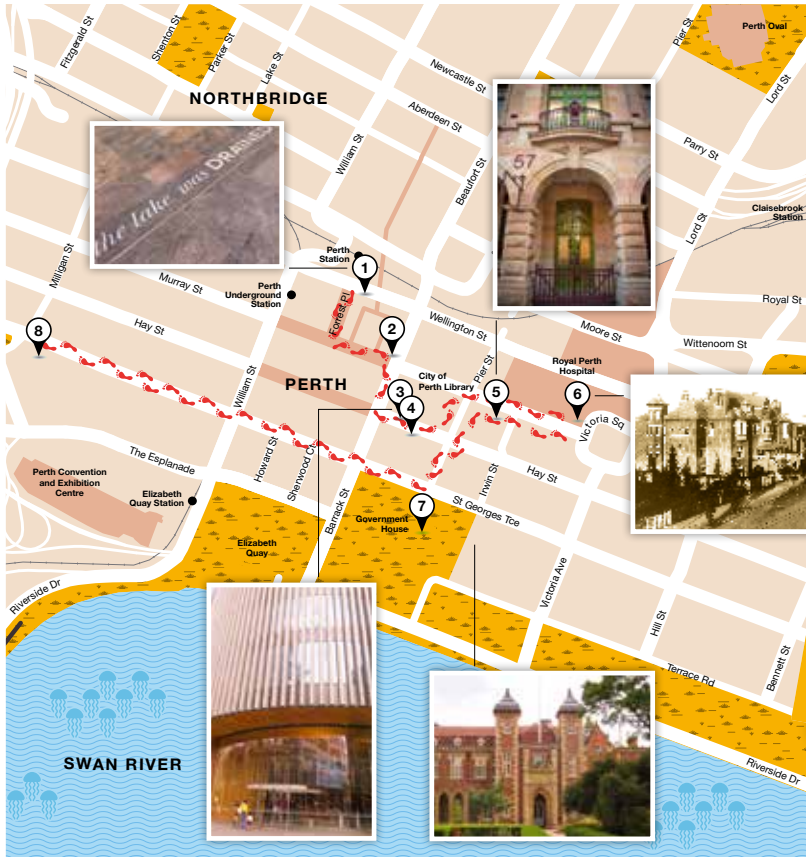 Fitzgerald St
Shenton St
Parker St
Lake St
Pier St
Perth Oval
Lord St
Newcastle St
NORTHBRIDGE
Aberdeen St
William St
Beaufort St
Parry St
57
the lake was DRAINED
Claisebrook
Station
Lord St
Milligan St
Murray St
Perth
Station
1
Perth
Underground
Station
Forrest Pl
Royal St
Moore St
Wellington St
Wittenoom St
8
Hay St
2
Pier St
Royal Perth
Hospital
City of
Perth Library
PERTH
3
4
5
6
Victoria Sq
William St
The Esplanade
Howard St
Sherwood Ct
Hay St
Perth Convention
and Exhibition
Centre
Elizabeth
Quay Station
Barrack St
Irwin St
7
St Georges Tce
Government
House
Elizabeth
Quay
Riverside Dr
Victoria Ave
Hill St
Bennett St
Terrace Rd
SWAN RIVER
Riverside Dr